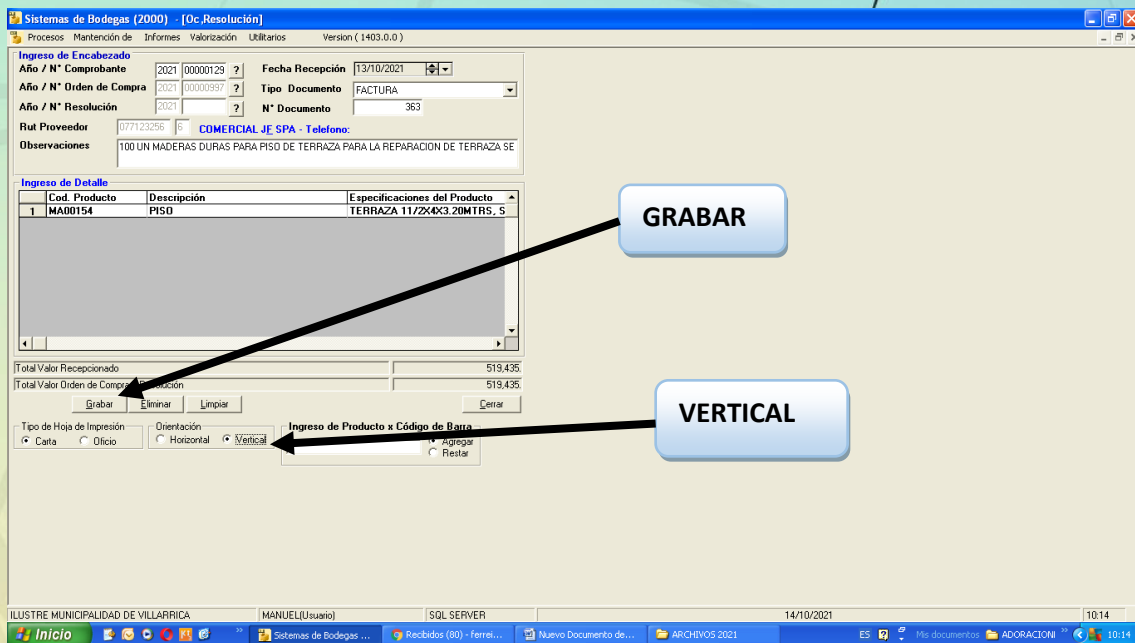 Sistemas de Bodegas (2000) - [Oc,Resolución]
Procesos Mantención de Informes Valorización Utilitarios Version ( 1403.0.0 )
Ingreso de Encabezado
Año / N° Comprobante 2021 00000129 ? Fecha Recepción 13/10/2021
Año / N° Orden de Compra 2021 00000997 ? Tipo Documento FACTURA
Año / N° Resolución 2021 ? N° Documento 363
Rut Proveedor 077123256 6 COMERCIAL JF SPA - Telefono:
Observaciones 100 UN MADERAS DURAS PARA PISO DE TERRAZA PARA LA REPARACION DE TERRAZA SE
Ingreso de Detalle
Cod. Producto Descripción Especificaciones del Producto
1 MA00154 PISO TERRAZA 11/2X4X3.20MTRS, S
GRABAR
Total Valor Recepcionado 519,435.
Total Valor Orden de Compra 519,435.
Grabar Eliminar Limpiar Cerrar
VERTICAL
Tipo de Hoja de Impresión Orientación Ingreso de Producto x Código de Barra
Carta Oficio Horizontal Vertical Agregar
Restar
ILUSTRE MUNICIPALIDAD DE VILLARRICA MANUEL(Usuario) SQL SERVER 14/10/2021 10:14
Inicio Sistemas de Bodegas ... Recibidos (80) - ferrei... Nuevo Documento de... ARCHIVOS 2021 ES Mis documentos ADORACIONI 10:14